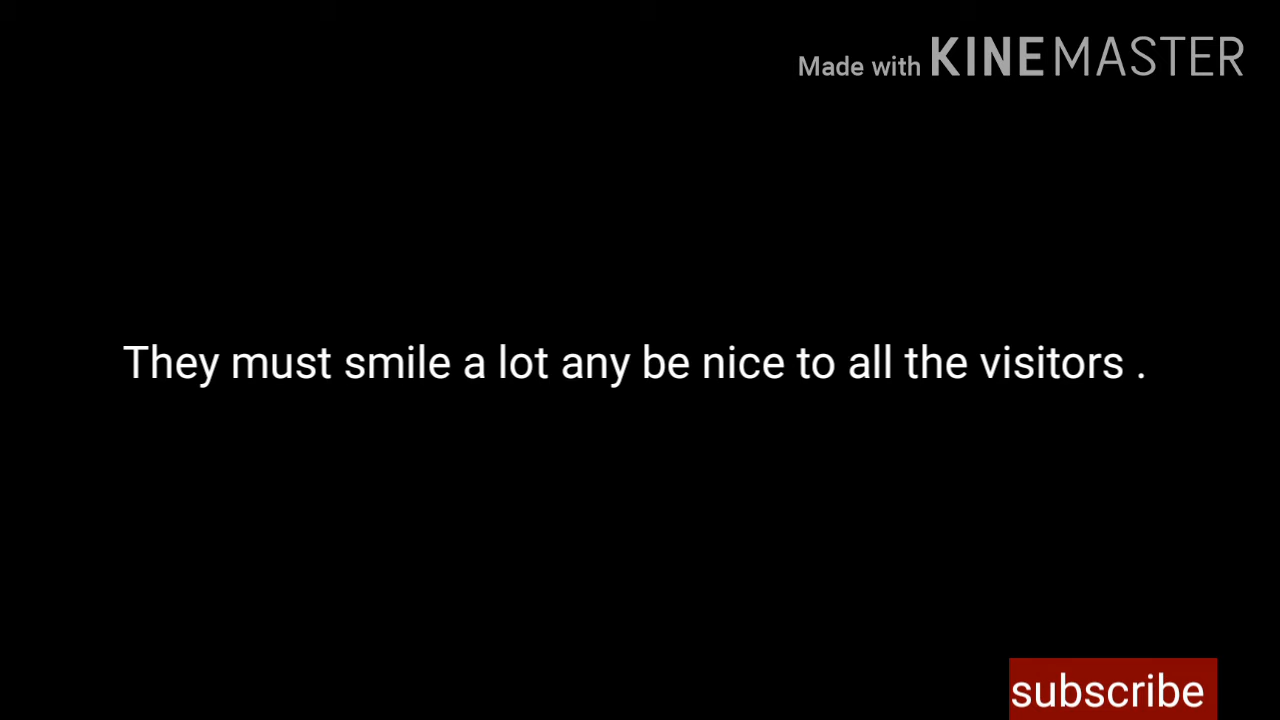 Made with KINEMASTER
They must smile a lot any be nice to all the visitors .
subscribe